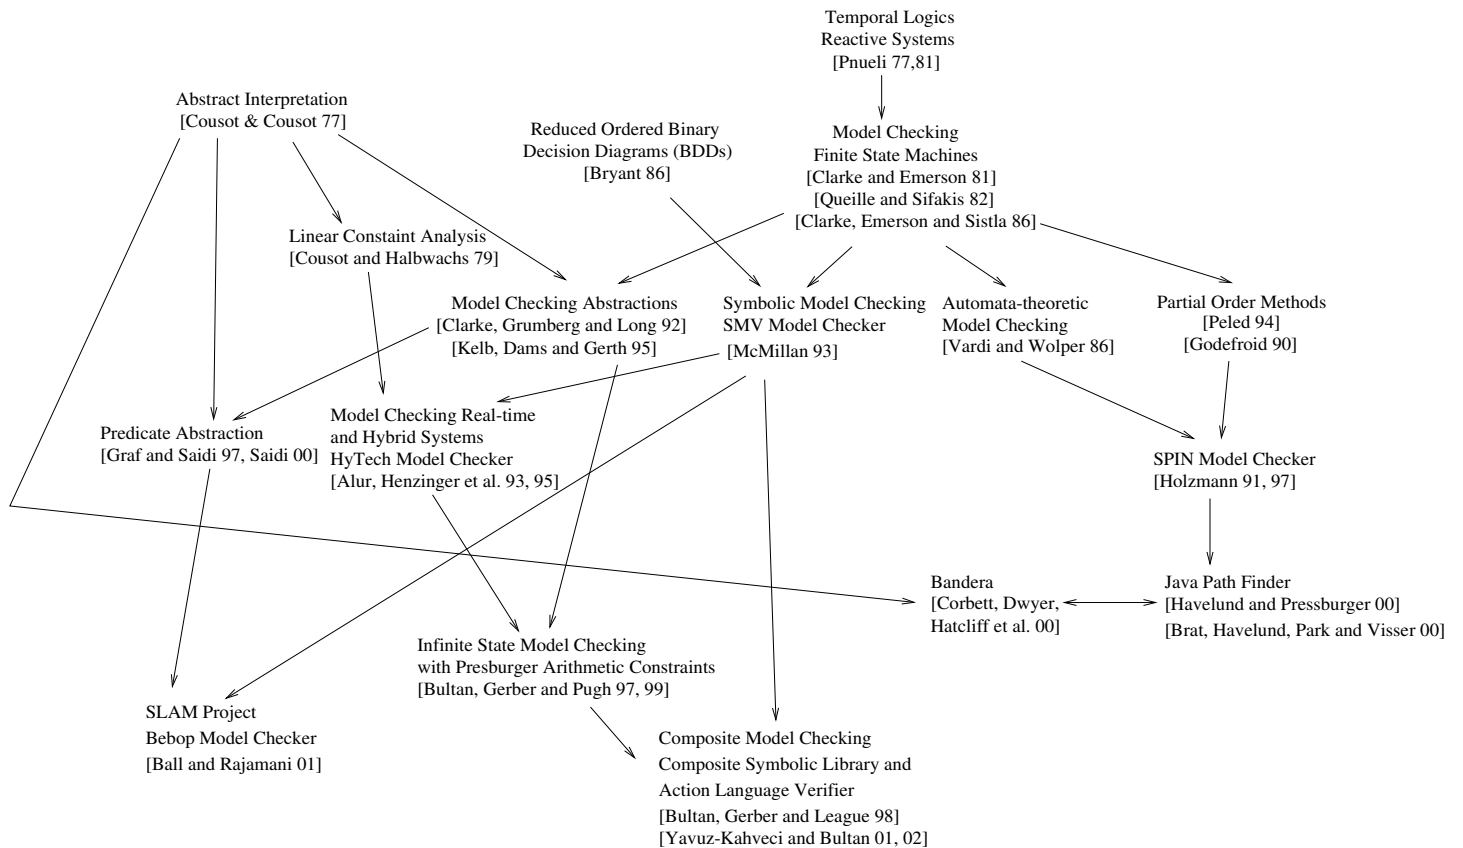 Temporal Logics
Reactive Systems
[Pnueli 77,81]
Abstract Interpretation
[Cousot & Cousot 77]
Reduced Ordered Binary
Decision Diagrams (BDDs)
[Bryant 86]
Model Checking
Finite State Machines
[Clarke and Emerson 81]
[Queille and Sifakis 82]
[Clarke, Emerson and Sistla 86]
Linear Constaint Analysis
[Cousot and Halbwachs 79]
Model Checking Abstractions
[Clarke, Grumberg and Long 92]
[Kelb, Dams and Gerth 95]
Symbolic Model Checking
SMV Model Checker
[McMillan 93]
Automata-theoretic
Model Checking
[Vardi and Wolper 86]
Partial Order Methods
[Peled 94]
[Godefroid 90]
Predicate Abstraction
[Graf and Saidi 97, Saidi 00]
Model Checking Real-time
and Hybrid Systems
HyTech Model Checker
[Alur, Henzinger et al. 93, 95]
SPIN Model Checker
[Holzmann 91, 97]
Bandera
[Corbett, Dwyer,
Hatcliff et al. 00]
Java Path Finder
[Havelund and Pressburger 00]
[Brat, Havelund, Park and Visser 00]
Infinite State Model Checking
with Presburger Arithmetic Constraints
[Bultan, Gerber and Pugh 97, 99]
SLAM Project
Bebop Model Checker
[Ball and Rajamani 01]
Composite Model Checking
Composite Symbolic Library and
Action Language Verifier
[Bultan, Gerber and League 98]
[Yavuz-Kahveci and Bultan 01, 02]